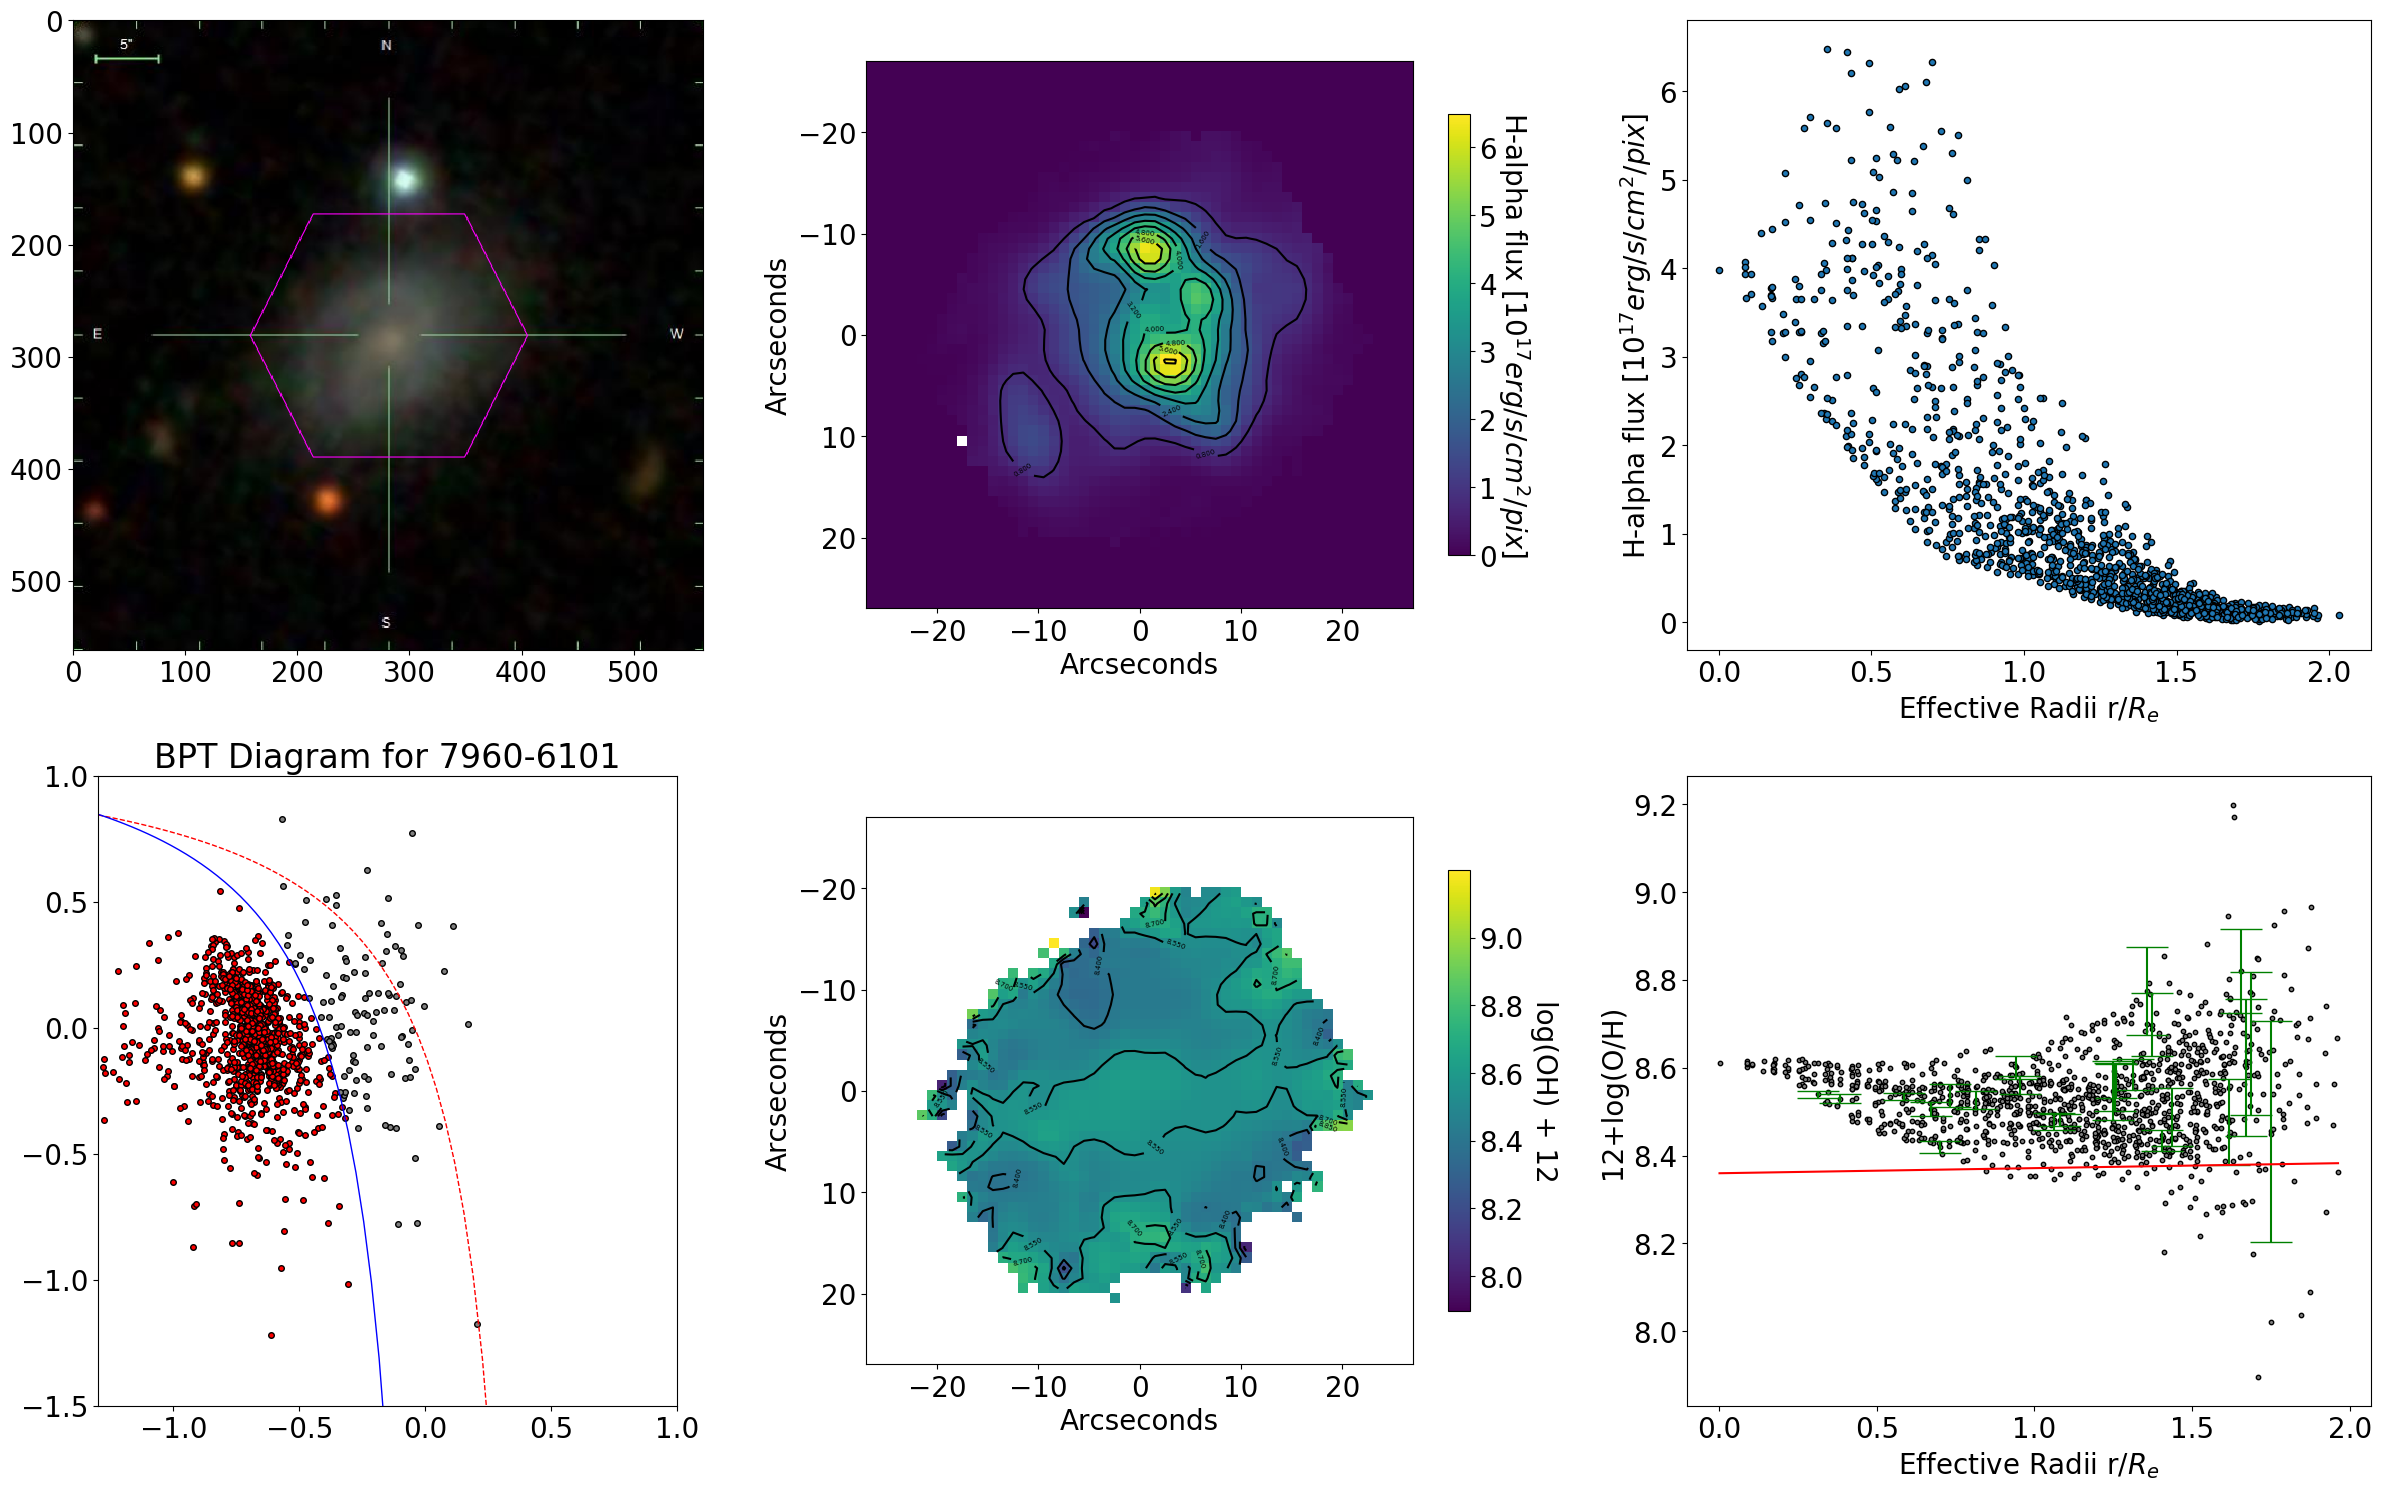 0
100
200
300
400
500
0 100 200 300 400 500
5"
N
E
W
S
−20
−10
0
10
20
−20 −10 0 10 20
Arcseconds
Arcseconds
0
1
2
3
4
5
6
H-alpha flux [10^17 erg/s/cm^2/pix]
6
5
4
3
2
1
0
0.0 0.5 1.0 1.5 2.0
H-alpha flux [10^17 erg/s/cm^2/pix]
Effective Radii r/R_e
BPT Diagram for 7960-6101
1.0
0.5
0.0
−0.5
−1.0
−1.5
−1.0 −0.5 0.0 0.5 1.0
−20
−10
0
10
20
−20 −10 0 10 20
Arcseconds
Arcseconds
9.0
8.8
8.6
8.4
8.2
8.0
log(OH) + 12
9.2
9.0
8.8
8.6
8.4
8.2
8.0
0.0 0.5 1.0 1.5 2.0
12+log(O/H)
Effective Radii r/R_e